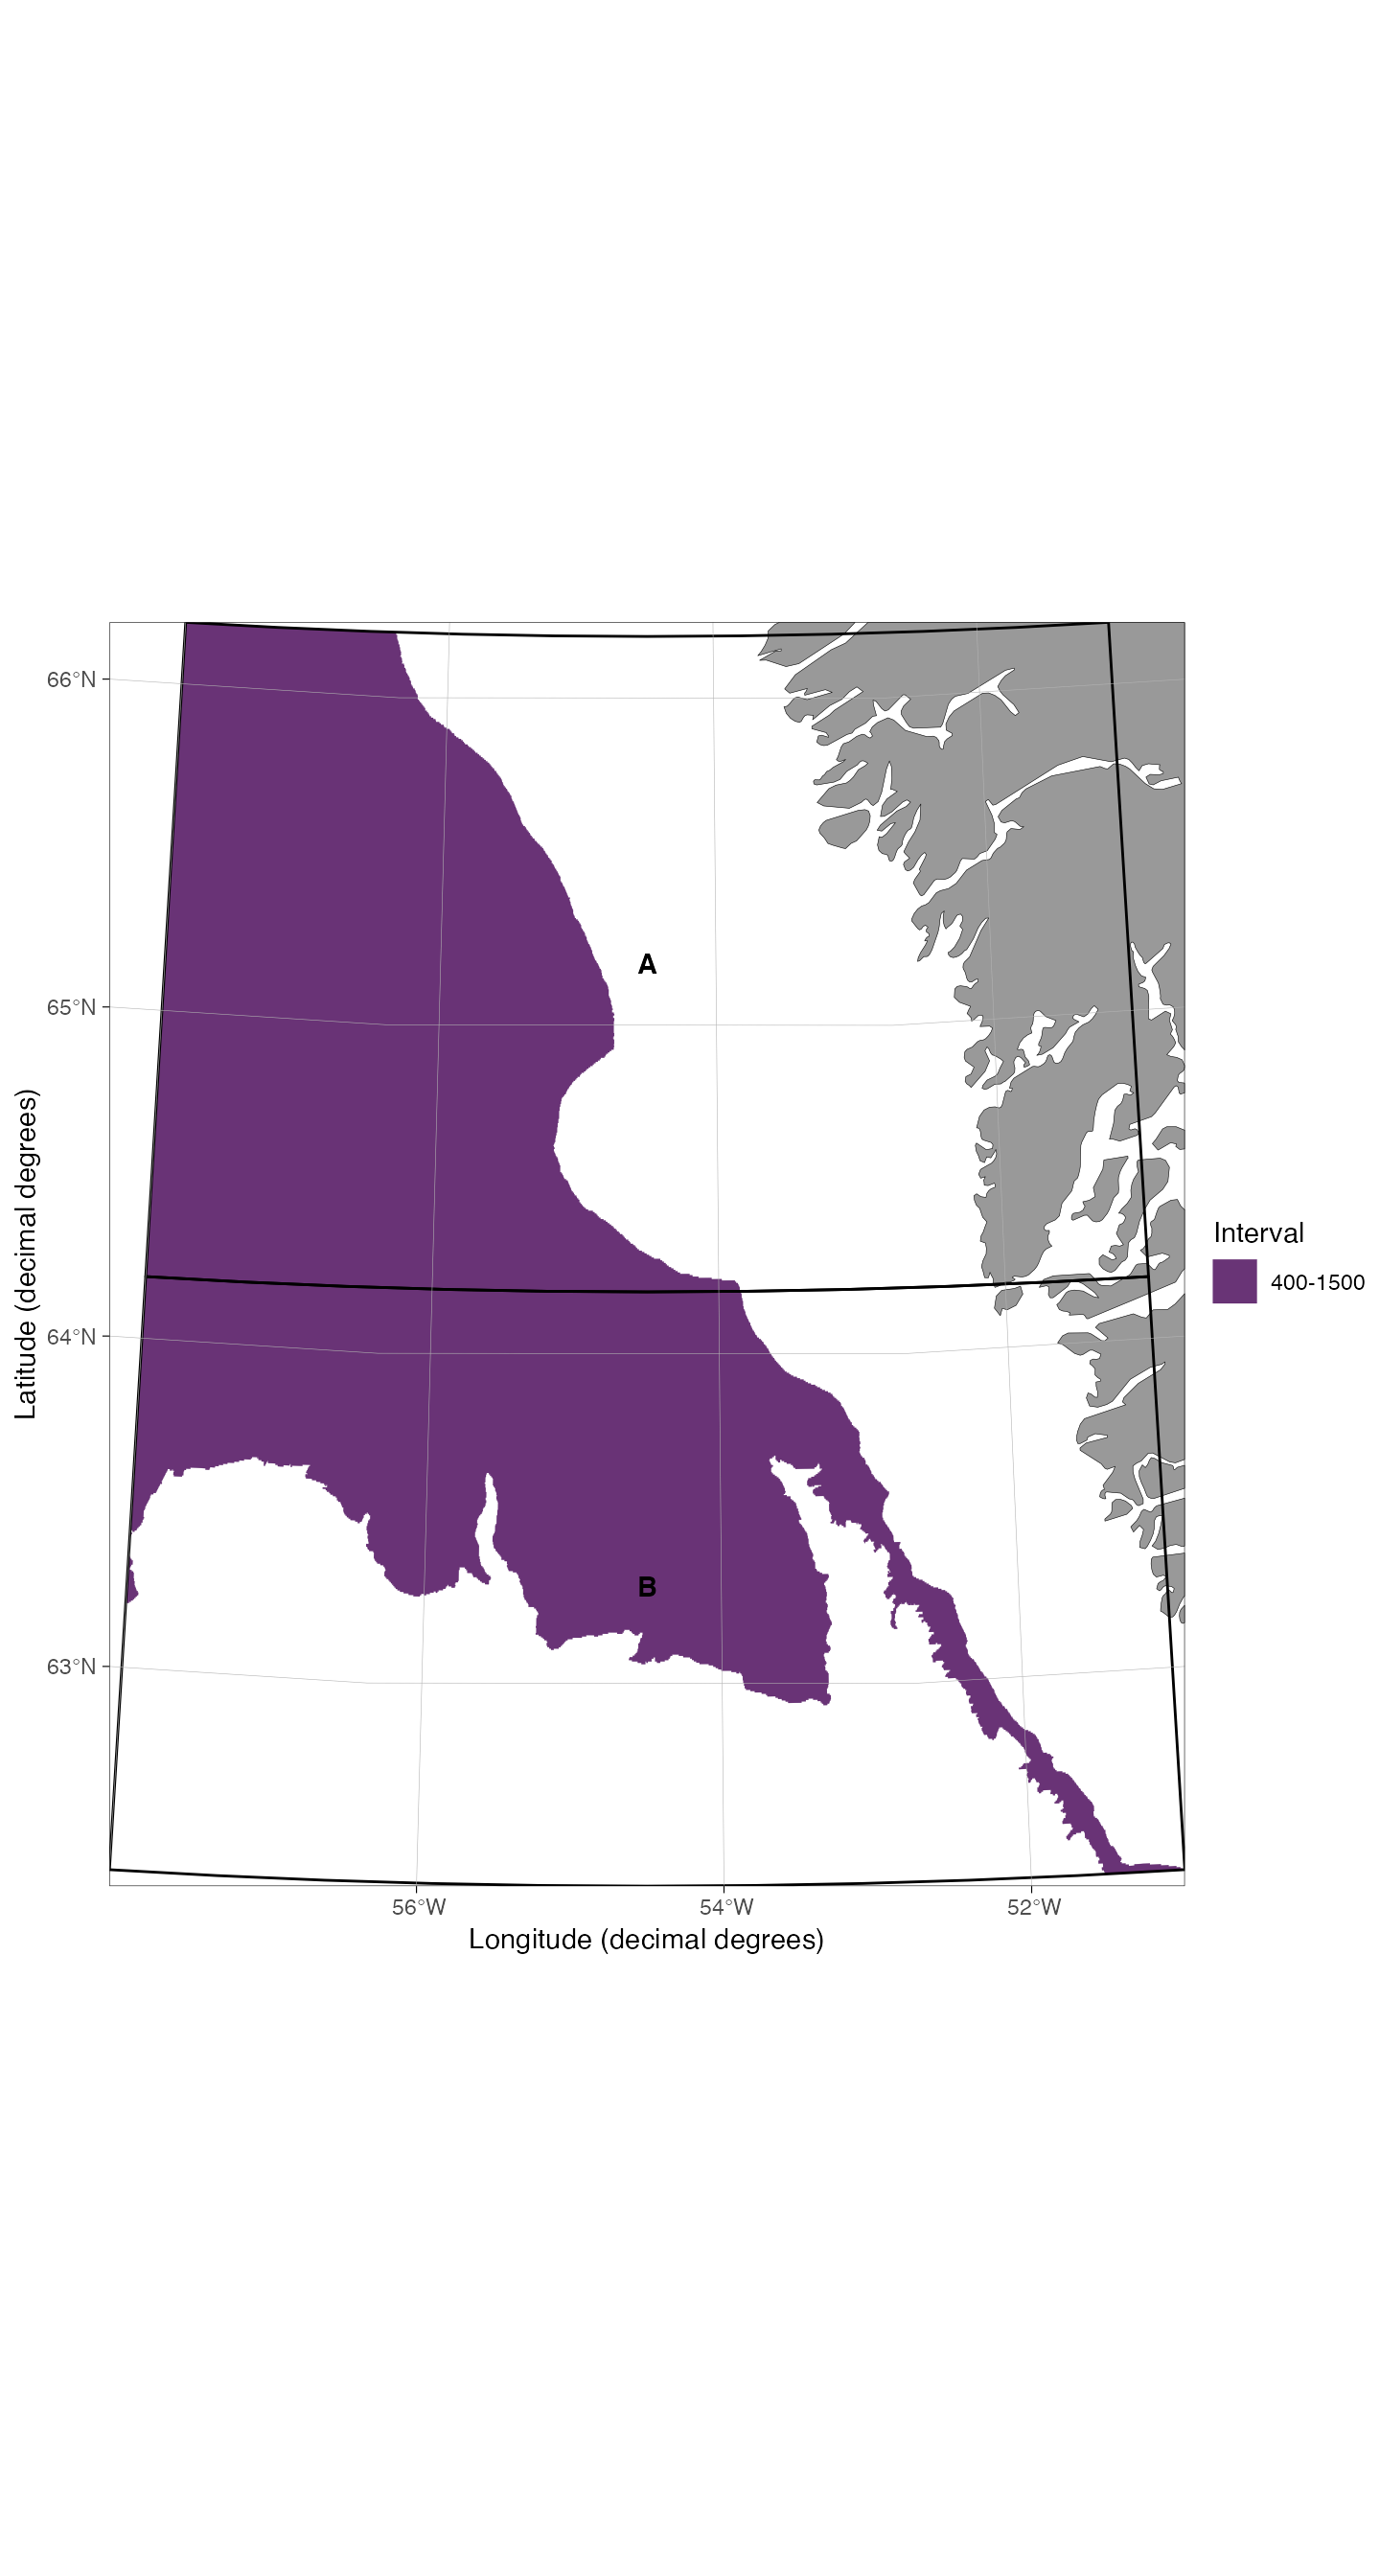 66°N
65°N
64°N
63°N
Latitude (decimal degrees)
A
B
56°W
54°W
52°W
Longitude (decimal degrees)
Interval
400-1500